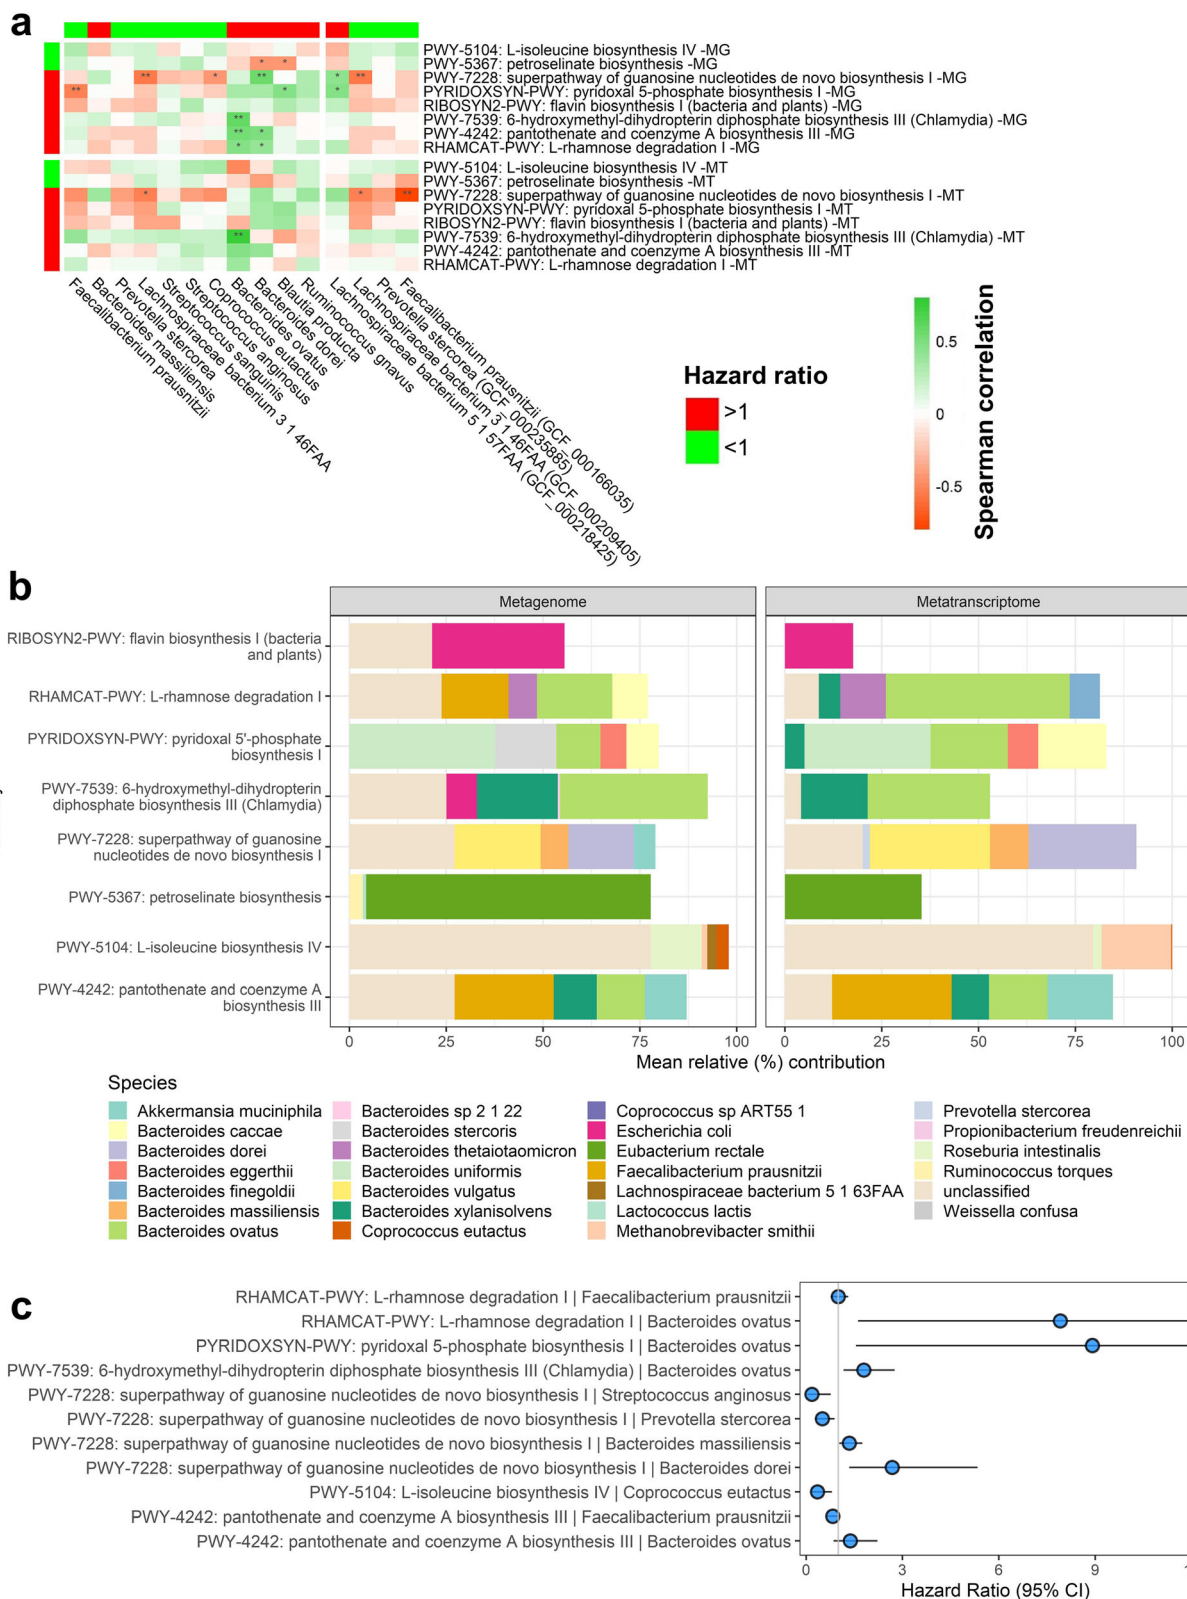 a
PWY-5104: L-isoleucine biosynthesis IV -MG
PWY-5367: petroselinate biosynthesis -MG
PWY-7228: superpathway of guanosine nucleotides de novo biosynthesis I -MG
PYRIDOXSYN-PWY: pyridoxal 5-phosphate biosynthesis I -MG
RIBOSYN2-PWY: flavin biosynthesis I (bacteria and plants) -MG
PWY-7539: 6-hydroxymethyl-dihydropterin diphosphate biosynthesis III (Chlamydia) -MG
PWY-4242: pantothenate and coenzyme A biosynthesis III -MG
RHAMCAT-PWY: L-rhamnose degradation I -MG
PWY-5104: L-isoleucine biosynthesis IV -MT
PWY-5367: petroselinate biosynthesis -MT
PWY-7228: superpathway of guanosine nucleotides de novo biosynthesis I -MT
PYRIDOXSYN-PWY: pyridoxal 5-phosphate biosynthesis I -MT
RIBOSYN2-PWY: flavin biosynthesis I (bacteria and plants) -MT
PWY-7539: 6-hydroxymethyl-dihydropterin diphosphate biosynthesis III (Chlamydia) -MT
PWY-4242: pantothenate and coenzyme A biosynthesis III -MT
RHAMCAT-PWY: L-rhamnose degradation I -MT
Faecalibacterium prausnitzii
Bacteroides massiliensis
Prevotella stercorea
Lachnospiraceae bacterium 3 1 46FAA
Streptococcus sanguinis
Streptococcus anginosus
Coprococcus eutactus
Bacteroides ovatus
Bacteroides dorei
Blautia producta
Ruminococcus gnavus
Lachnospiraceae bacterium 5 1 57FAA (GCF_000218425)
Lachnospiraceae bacterium 3 1 46FAA (GCF_000209405)
Prevotella stercorea (GCF_000235885)
Faecalibacterium prausnitzii (GCF_000166035)
Hazard ratio
>1
<1
0.5
0
-0.5
Spearman correlation
b
Metagenome
Metatranscriptome
RIBOSYN2-PWY: flavin biosynthesis I (bacteria
and plants)
RHAMCAT-PWY: L-rhamnose degradation I
PYRIDOXSYN-PWY: pyridoxal 5'-phosphate
biosynthesis I
PWY-7539: 6-hydroxymethyl-dihydropterin
diphosphate biosynthesis III (Chlamydia)
PWY-7228: superpathway of guanosine
nucleotides de novo biosynthesis I
PWY-5367: petroselinate biosynthesis
PWY-5104: L-isoleucine biosynthesis IV
PWY-4242: pantothenate and coenzyme A
biosynthesis III
0 25 50 75 100 0 25 50 75 100
Mean relative (%) contribution
Species
Akkermansia muciniphila
Bacteroides caccae
Bacteroides dorei
Bacteroides eggerthii
Bacteroides finegoldii
Bacteroides massiliensis
Bacteroides ovatus
Bacteroides sp 2 1 22
Bacteroides stercoris
Bacteroides thetaiotaomicron
Bacteroides uniformis
Bacteroides vulgatus
Bacteroides xylanisolvens
Coprococcus eutactus
Coprococcus sp ART55 1
Escherichia coli
Eubacterium rectale
Faecalibacterium prausnitzii
Lachnospiraceae bacterium 5 1 63FAA
Lactococcus lactis
Methanobrevibacter smithii
Prevotella stercorea
Propionibacterium freudenreichii
Roseburia intestinalis
Ruminococcus torques
unclassified
Weissella confusa
c
RHAMCAT-PWY: L-rhamnose degradation I | Faecalibacterium prausnitzii
RHAMCAT-PWY: L-rhamnose degradation I | Bacteroides ovatus
PYRIDOXSYN-PWY: pyridoxal 5-phosphate biosynthesis I | Bacteroides ovatus
PWY-7539: 6-hydroxymethyl-dihydropterin diphosphate biosynthesis III (Chlamydia) | Bacteroides ovatus
PWY-7228: superpathway of guanosine nucleotides de novo biosynthesis I | Streptococcus anginosus
PWY-7228: superpathway of guanosine nucleotides de novo biosynthesis I | Prevotella stercorea
PWY-7228: superpathway of guanosine nucleotides de novo biosynthesis I | Bacteroides massiliensis
PWY-7228: superpathway of guanosine nucleotides de novo biosynthesis I | Bacteroides dorei
PWY-5104: L-isoleucine biosynthesis IV | Coprococcus eutactus
PWY-4242: pantothenate and coenzyme A biosynthesis III | Faecalibacterium prausnitzii
PWY-4242: pantothenate and coenzyme A biosynthesis III | Bacteroides ovatus
0 3 6 9
Hazard Ratio (95% CI)